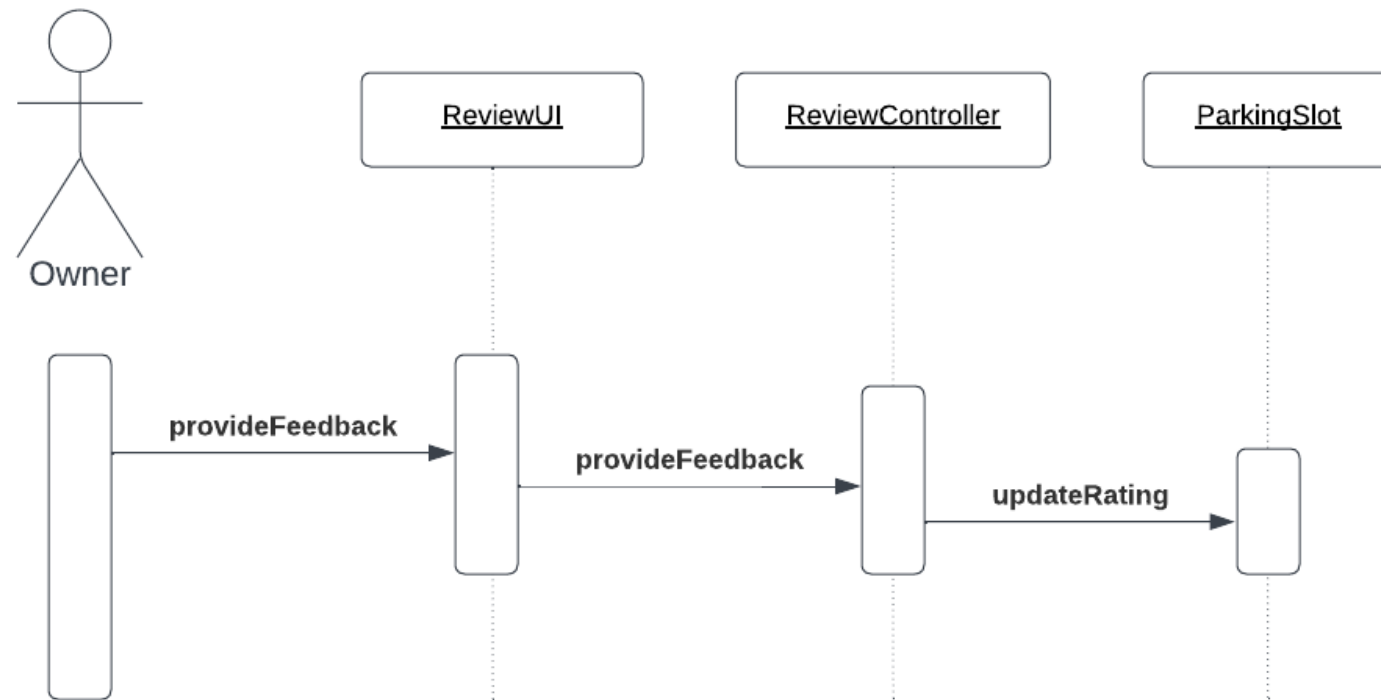 ReviewUI
ReviewController
ParkingSlot
Owner
provideFeedback
provideFeedback
updateRating